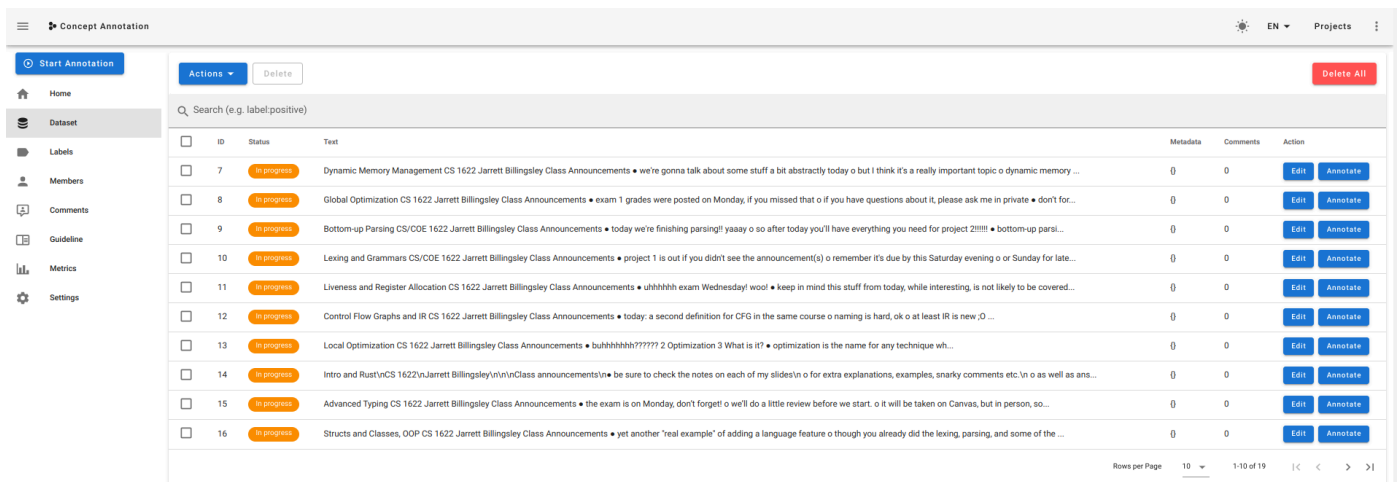 Concept Annotation EN Projects
Start Annotation
Home
Dataset
Labels
Members
Comments
Guideline
Metrics
Settings
Actions Delete Delete All
Search (e.g. label:positive)
ID Status Text Metadata Comments Action
7 In progress Dynamic Memory Management CS 1622 Jarrett Billingsley Class Announcements ● we're gonna talk about some stuff a bit abstractly today o but I think it's a really important topic o dynamic memory ... {} 0 Edit Annotate
8 In progress Global Optimization CS 1622 Jarrett Billingsley Class Announcements ● exam 1 grades were posted on Monday, if you missed that o if you have questions about it, please ask me in private ● don't for... {} 0 Edit Annotate
9 In progress Bottom-up Parsing CS/COE 1622 Jarrett Billingsley Class Announcements ● today we're finishing parsing!! yaaay o so after today you'll have everything you need for project 2!!!!!! ● bottom-up parsi... {} 0 Edit Annotate
10 In progress Lexing and Grammars CS/COE 1622 Jarrett Billingsley Class Announcements ● project 1 is out if you didn't see the announcement(s) o remember it's due by this Saturday evening o or Sunday for late... {} 0 Edit Annotate
11 In progress Liveness and Register Allocation CS 1622 Jarrett Billingsley Class Announcements ● uhhhhhh exam Wednesday! woo! ● keep in mind this stuff from today, while interesting, is not likely to be covered... {} 0 Edit Annotate
12 In progress Control Flow Graphs and IR CS 1622 Jarrett Billingsley Class Announcements ● today: a second definition for CFG in the same course o naming is hard, ok o at least IR is new ;O ... {} 0 Edit Annotate
13 In progress Local Optimization CS 1622 Jarrett Billingsley Class Announcements ● buhhhhhhh?????? 2 Optimization 3 What is it? ● optimization is the name for any technique wh... {} 0 Edit Annotate
14 In progress Intro and Rust\nCS 1622\nJarrett Billingsley\n\n\nClass announcements\n● be sure to check the notes on each of my slides\n o for extra explanations, examples, snarky comments etc.\n o as well as ans... {} 0 Edit Annotate
15 In progress Advanced Typing CS 1622 Jarrett Billingsley Class Announcements ● the exam is on Monday, don't forget! o we'll do a little review before we start. o it will be taken on Canvas, but in person, so... {} 0 Edit Annotate
16 In progress Structs and Classes, OOP CS 1622 Jarrett Billingsley Class Announcements ● yet another "real example" of adding a language feature o though you already did the lexing, parsing, and some of the ... {} 0 Edit Annotate
Rows per Page 10 1-10 of 19